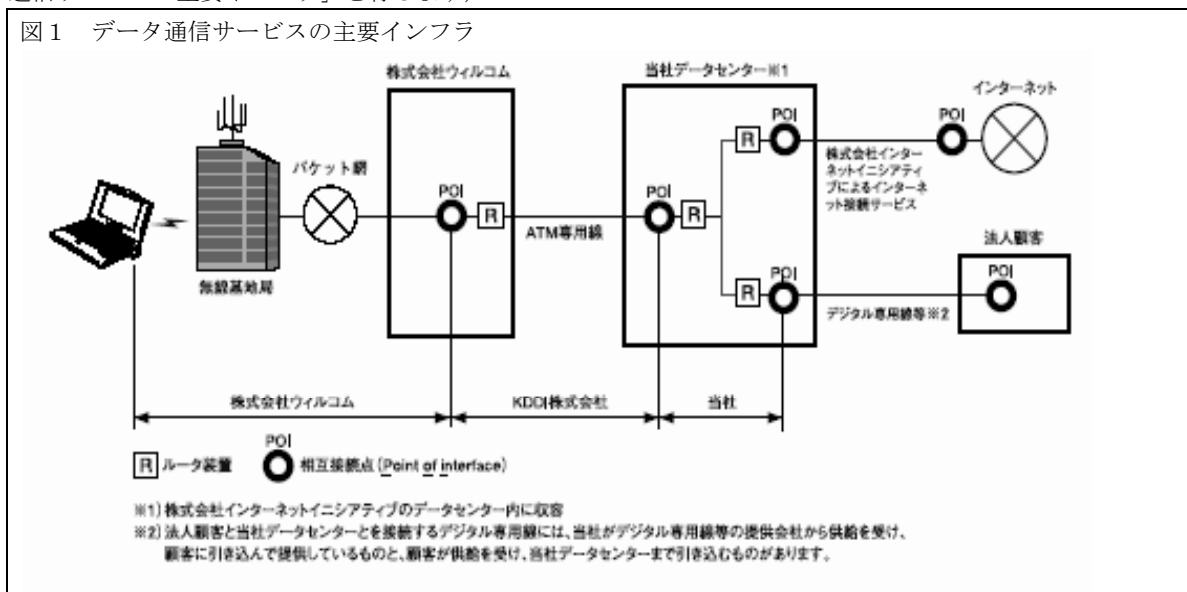 図１　データ通信サービスの主要インフラ
株式会社ウィルコム
当社データセンター※1
インターネット
パケット網
POI
POI
POI
POI
R
R
R
ATM専用線
株式会社インター
ネットイニシアティ
ブによるインターネ
ット接続サービス
無線基地局
法人顧客
POI
POI
R
デジタル専用線等※2
株式会社ウィルコム
KDDI株式会社
当社
R ルータ装置
POI
相互接続点(Point of interface)
※1)株式会社インターネットイニシアティブのデータセンター内に収容
※2)法人顧客と当社データセンターとを接続するデジタル専用線には、当社がデジタル専用線等の提供会社から供給を受け、
顧客に引き込んで提供しているものと、顧客が供給を受け、当社データセンターまで引き込むものがあります。